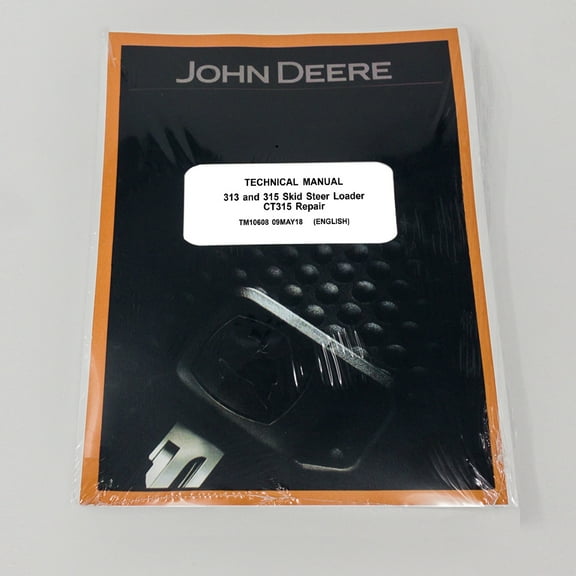 JOHN DEERE
TECHNICAL MANUAL
313 and 315 Skid Steer Loader
CT315 Repair
TM10608 09MAY18 (ENGLISH)